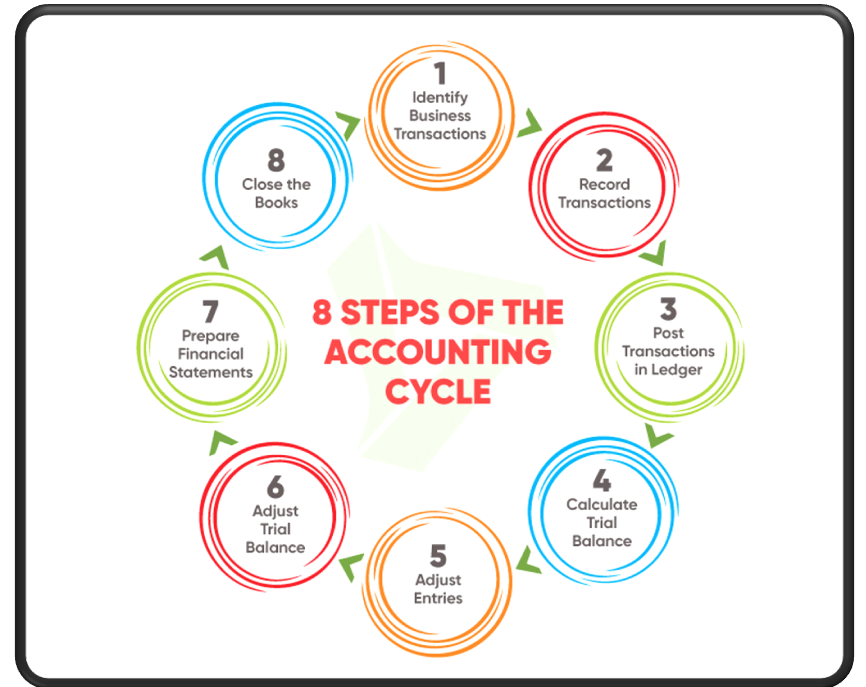 1
Identify
Business
Transactions
2
Record
Transactions
3
Post
Transactions
in Ledger
4
Calculate
Trial
Balance
5
Adjust
Entries
6
Adjust
Trial
Balance
7
Prepare
Financial
Statements
8
Close the
Books
8 STEPS OF THE
ACCOUNTING
CYCLE